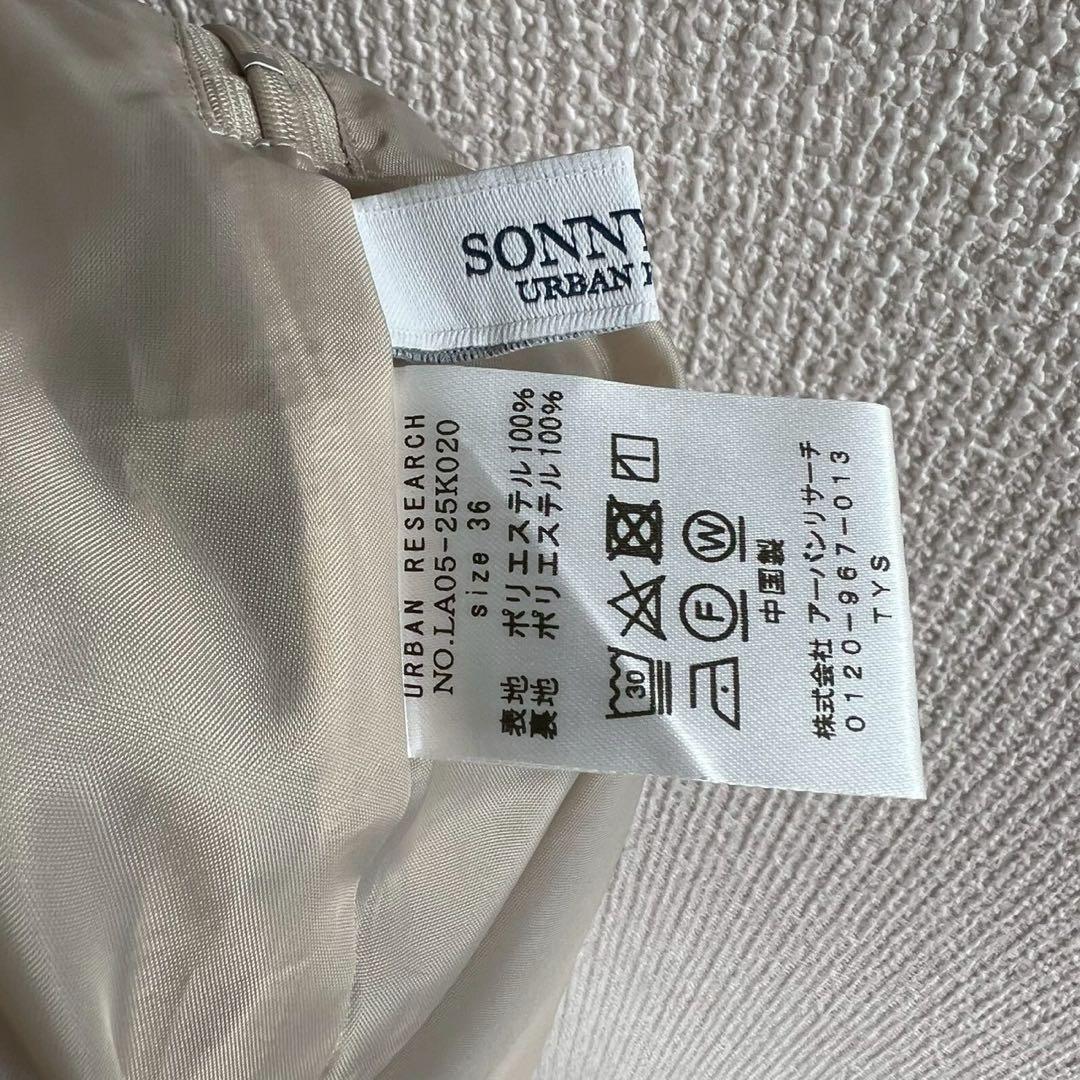 SONNY
URBAN R
URBAN RESEARCH
NO.LA05-25K020
size 36
表地 ポリエステル100%
裏地 ポリエステル100%
30
F W
中国製
株式会社 アーバンリサーチ
0120-967-013
TYS